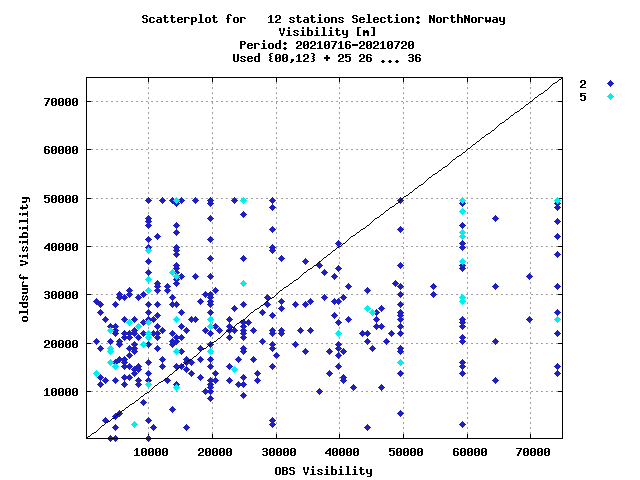 Scatterplot for 12 stations Selection: NorthNorway
Visibility [m]
Period: 20210716-20210720
Used {00,12} + 25 26 ... 36
2
5
70000
60000
50000
40000
30000
20000
10000
oldsurf Visibility
10000 20000 30000 40000 50000 60000 70000
OBS Visibility